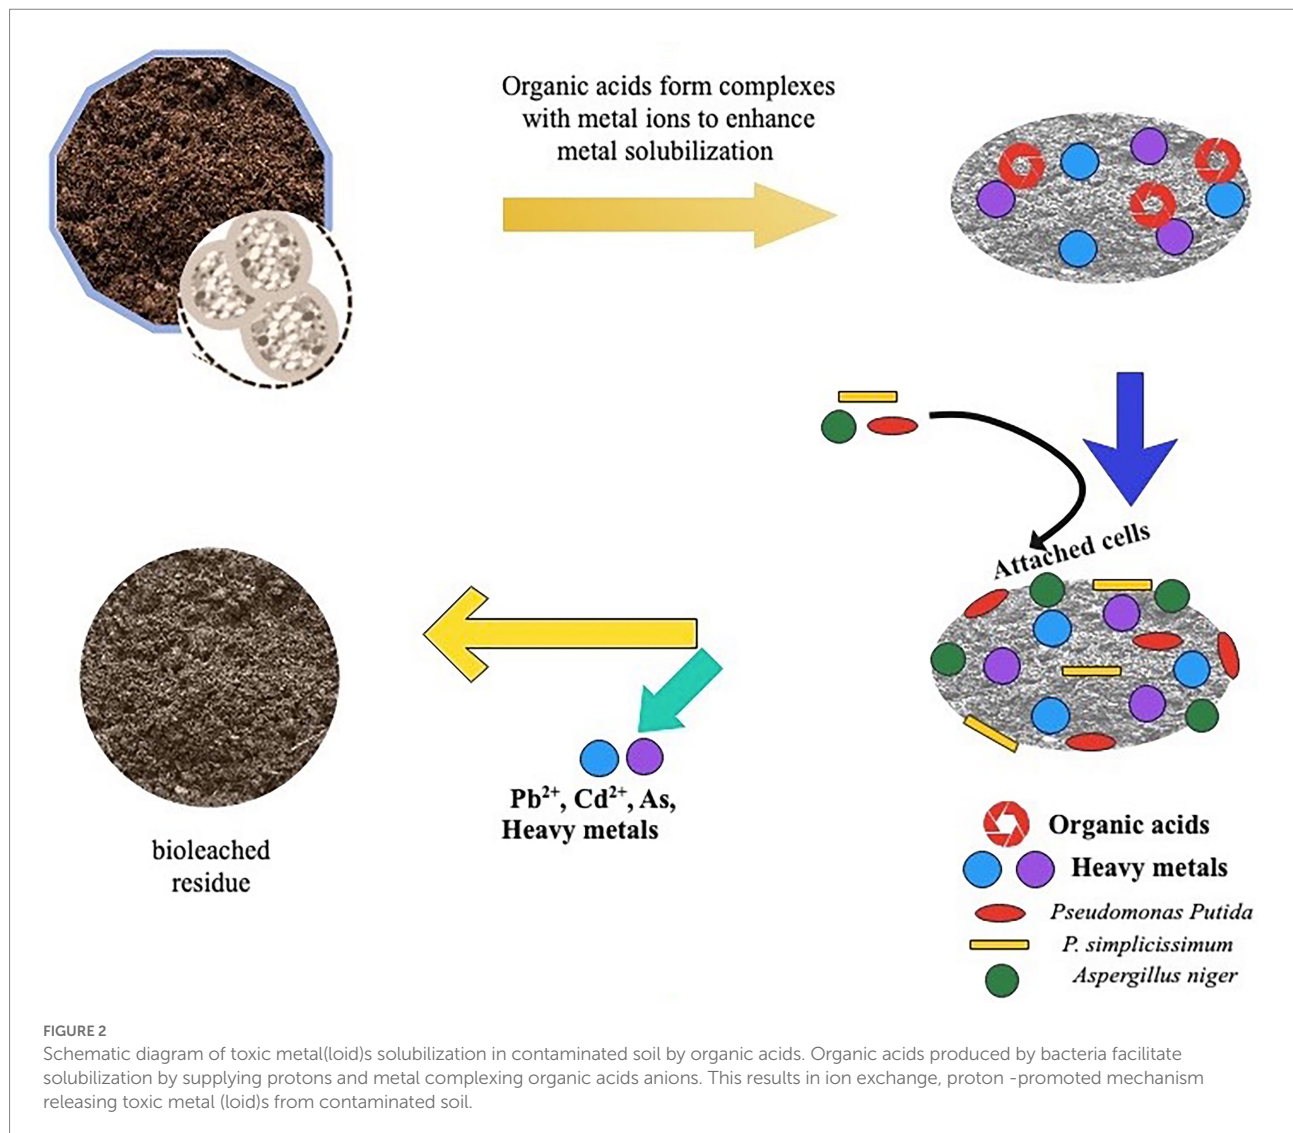 Organic acids form complexes
with metal ions to enhance
metal solubilization
Attached cells
Pb²⁺, Cd²⁺, As,
Heavy metals
bioleached
residue
Organic acids
Heavy metals
Pseudomonas Putida
P. simplicissimum
Aspergillus niger
FIGURE 2
Schematic diagram of toxic metal(loid)s solubilization in contaminated soil by organic acids. Organic acids produced by bacteria facilitate
solubilization by supplying protons and metal complexing organic acids anions. This results in ion exchange, proton -promoted mechanism
releasing toxic metal (loid)s from contaminated soil.